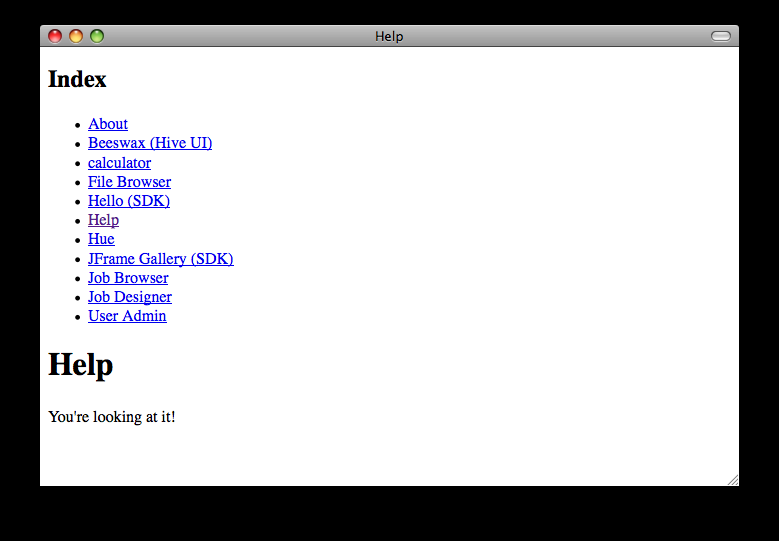 Help
Index
About
Beeswax (Hive UI)
calculator
File Browser
Hello (SDK)
Help
Hue
JFrame Gallery (SDK)
Job Browser
Job Designer
User Admin
Help
You're looking at it!